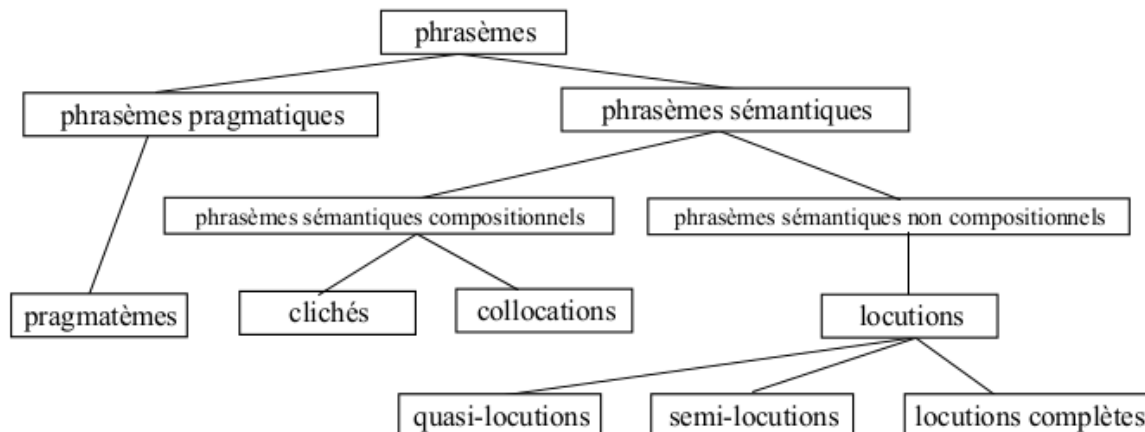 phrasèmes
phrasèmes pragmatiques
phrasèmes sémantiques
phrasèmes sémantiques compositionnels
phrasèmes sémantiques non compositionnels
pragmatèmes
clichés
collocations
locutions
quasi-locutions
semi-locutions
locutions complètes